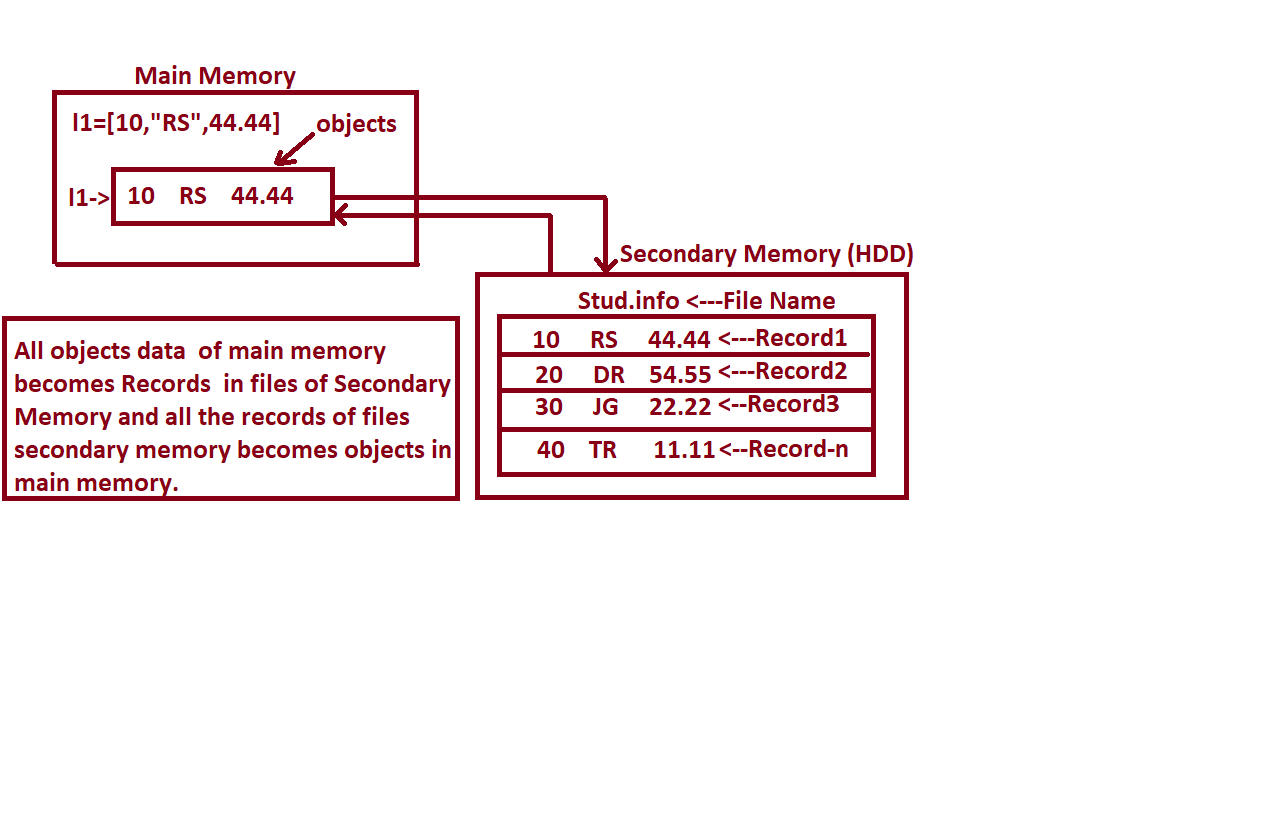 Main Memory
l1=[10,"RS",44.44]
objects
l1-> 10 RS 44.44
Secondary Memory (HDD)
Stud.info <---File Name
10 RS 44.44 <---Record1
20 DR 54.55 <---Record2
30 JG 22.22 <--Record3
40 TR 11.11 <--Record-n
All objects data of main memory
becomes Records in files of Secondary
Memory and all the records of files
secondary memory becomes objects in
main memory.